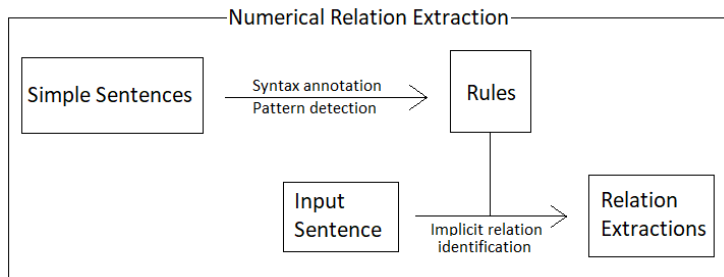 Numerical Relation Extraction
Simple Sentences
Syntax annotation
Pattern detection
Rules
Input
Sentence
Implicit relation
identification
Relation
Extractions